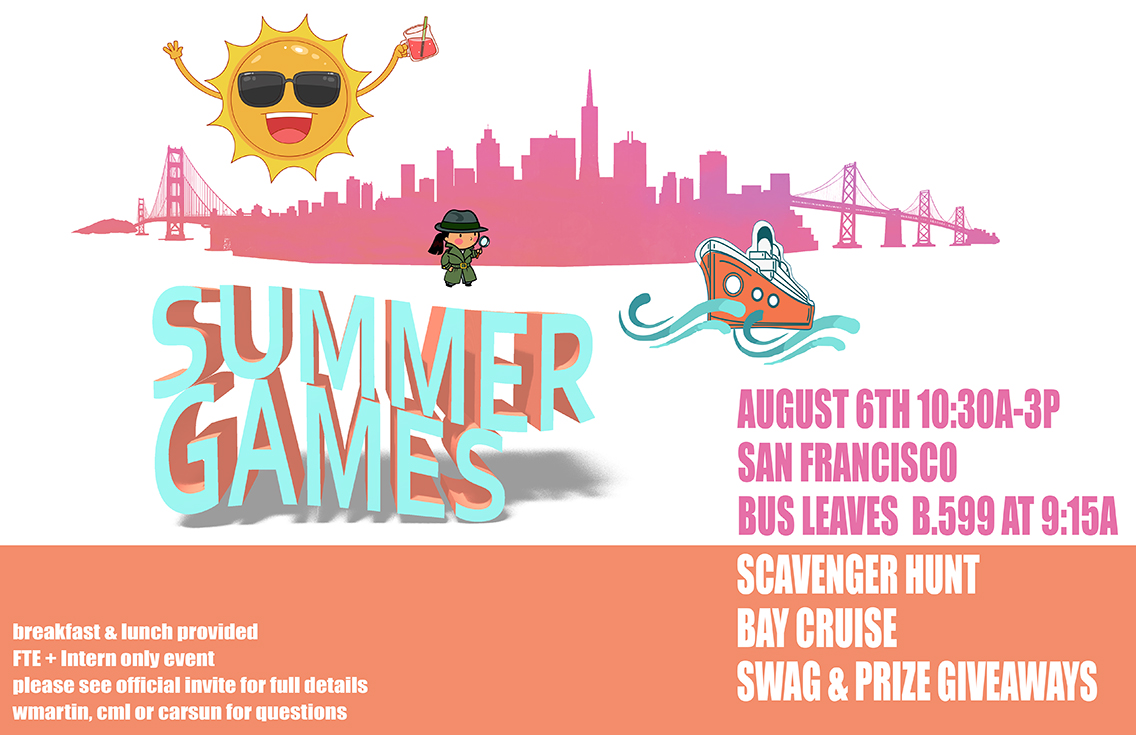 SUMMER
GAMES
AUGUST 6TH 10:30A-3P
SAN FRANCISCO
BUS LEAVES B.599 AT 9:15A
SCAVENGER HUNT
BAY CRUISE
SWAG & PRIZE GIVEAWAYS
breakfast & lunch provided
FTE + Intern only event
please see official invite for full details
wmartin, cml or carsun for questions